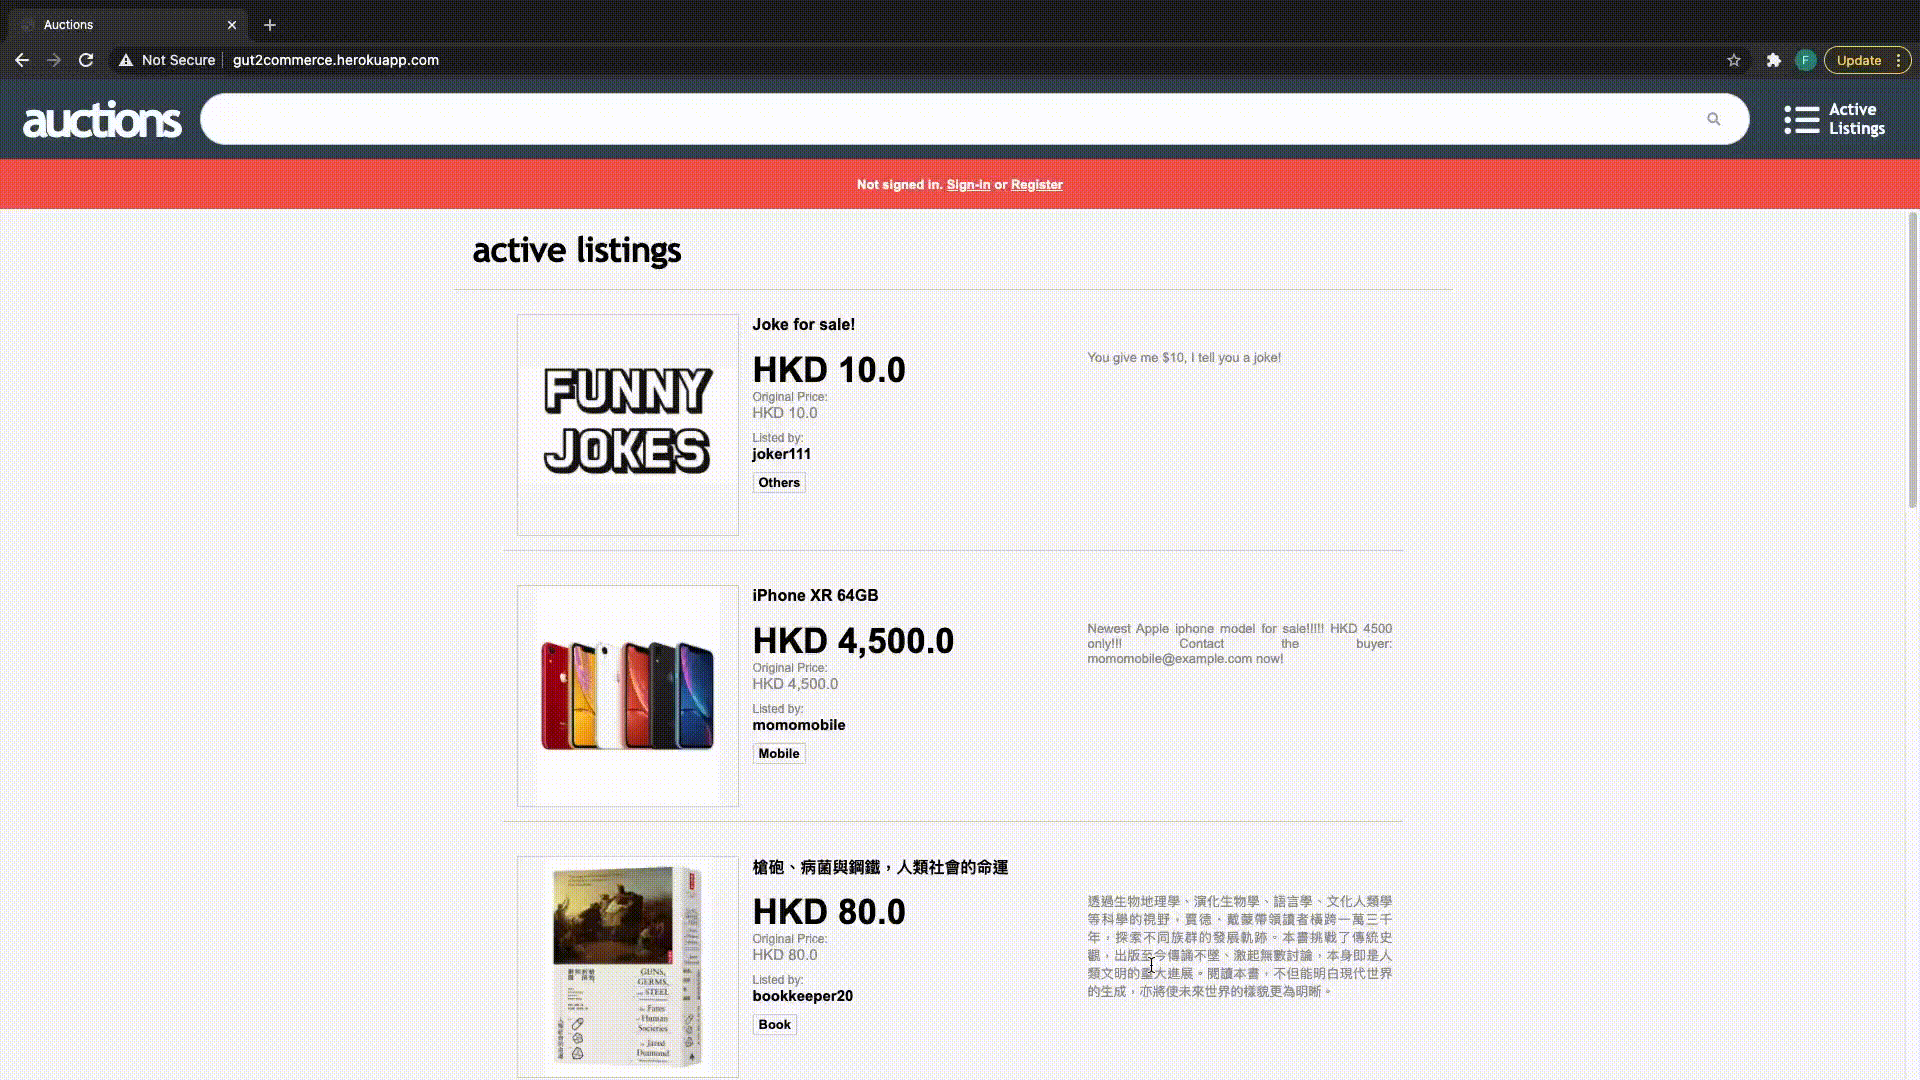 Auctions
Not Secure
gut2commerce.herokuapp.com
F
Update
auctions
Active
Listings
Not signed in. Sign-In or Register
active listings
FUNNY
JOKES
Joke for sale!
HKD 10.0
Original Price:
HKD 10.0
Listed by:
joker111
Others
You give me $10, I tell you a joke!
iPhone XR 64GB
HKD 4,500.0
Original Price:
HKD 4,500.0
Listed by:
momomobile
Mobile
Newest Apple iphone model for sale!!!!! HKD 4500
only!!! Contact the buyer:
momomobile@example.com now!
槍砲、病菌與鋼鐵，人類社會的命運
HKD 80.0
Original Price:
HKD 80.0
Listed by:
bookkeeper20
Book
透過生物地理學、演化生物學、語言學、文化人類學
等科學的視野，賈德．戴蒙帶領讀者橫跨一萬三千
年，探索不同族群的發展軌跡。本書挑戰了傳統史
觀，出版至今傳誦不墜、激起無數討論，本身即是人
類文明的重大進展。閱讀本書，不但能明白現代世界
的生成，亦將使未來世界的樣貌更為明晰。
GUNS,
GERMS,
and STEEL
The Fates
of Human
Societies
by Jared
Diamond